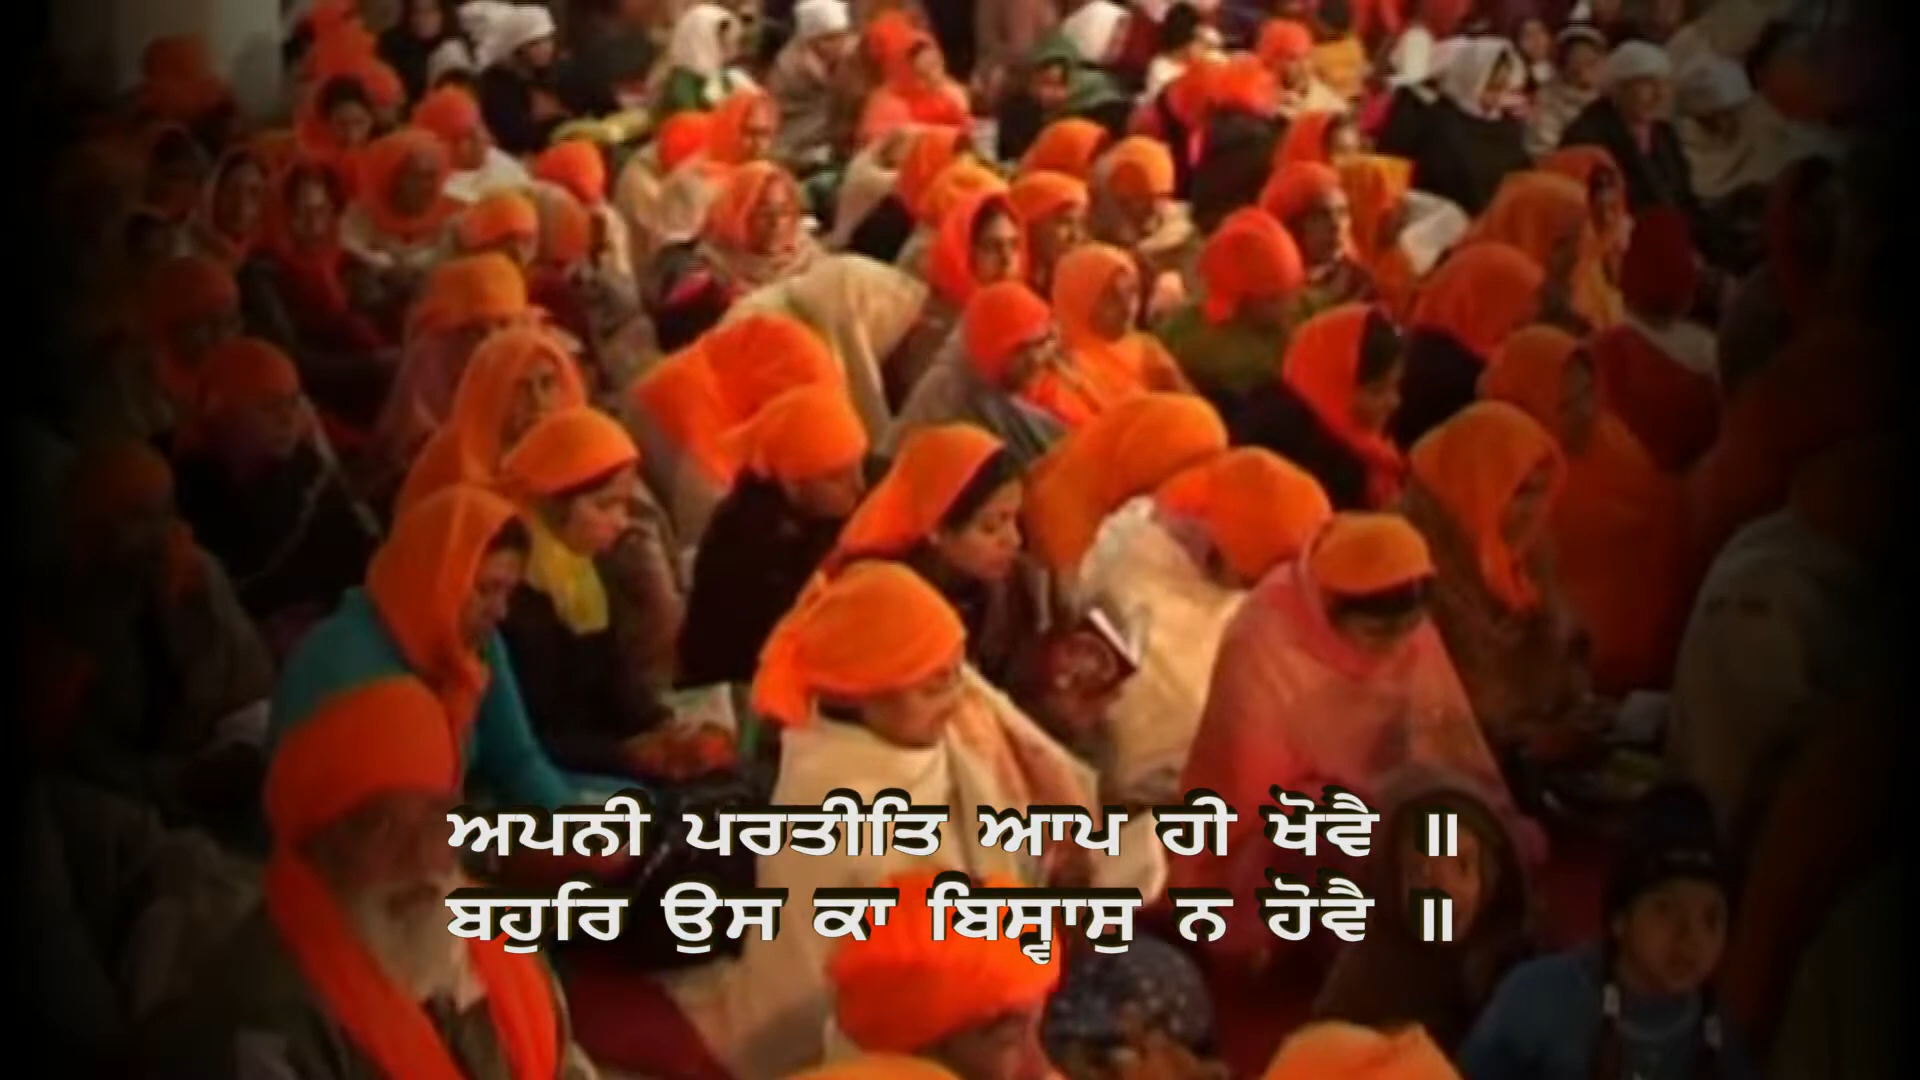 ਅਪਨੀ ਪਰਤੀਤਿ ਆਪ ਹੀ ਖੋਵੈ ॥
ਬਹੁਰਿ ਉਸ ਕਾ ਬਿਸ੍ਵਾਸੁ ਨ ਹੋਵੈ ॥